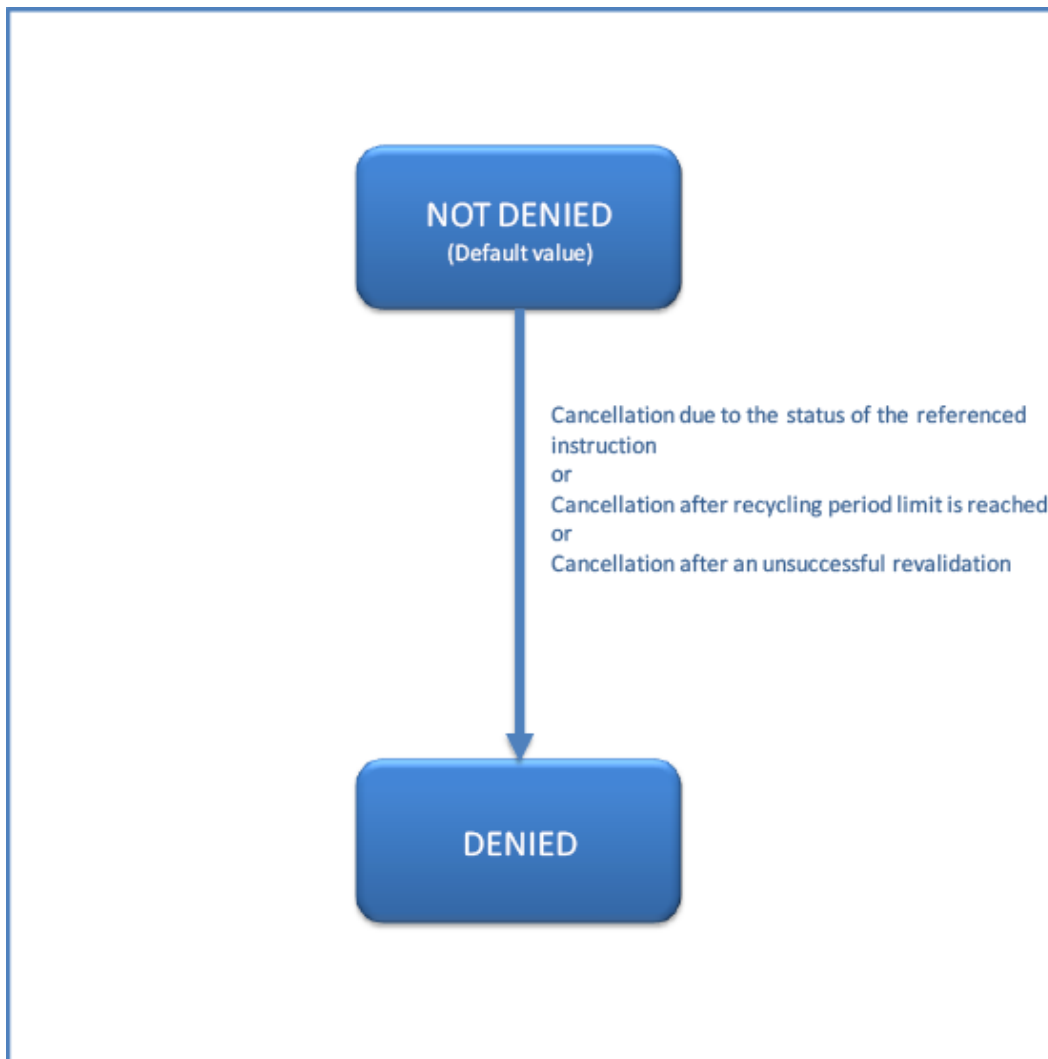 NOT DENIED
(Default value)
Cancellation due to the status of the referenced
instruction
or
Cancellation after recycling period limit is reached
or
Cancellation after an unsuccessful revalidation
DENIED